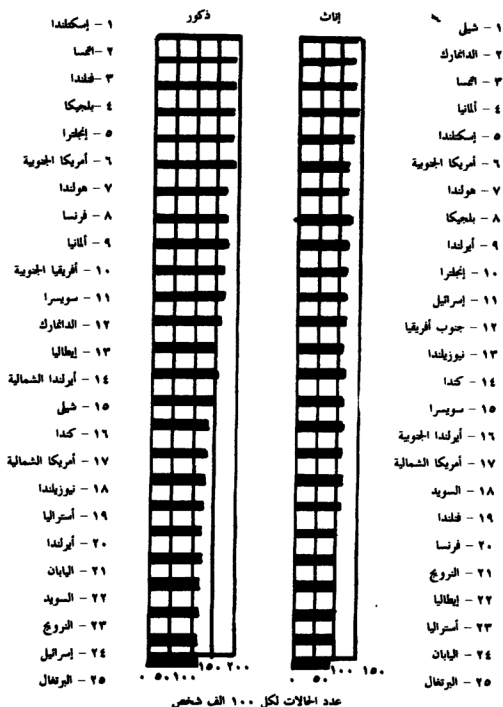 ذكور
١ – إسكتلندا
٢ – النمسا
٣ – فنلندا
٤ – بلجيكا
٥ – إنجلترا
٦ – أمريكا الجنوبية
٧ – هولندا
٨ – فرنسا
٩ – ألمانيا
١٠ – أفريقيا الجنوبية
١١ – سويسرا
١٢ – الدانمارك
١٣ – إيطاليا
١٤ – أيرلندا الشمالية
١٥ – شيلي
١٦ – كندا
١٧ – أمريكا الشمالية
١٨ – نيوزيلندا
١٩ – أستراليا
٢٠ – أيرلندا
٢١ – اليابان
٢٢ – السويد
٢٣ – النرويج
٢٤ – إسرائيل
٢٥ – البرتغال
٠ ٥٠ ١٠٠ ١٥٠ ٢٠٠
إناث
١ – شيلي
٢ – الدانمارك
٣ – النمسا
٤ – ألمانيا
٥ – إسكتلندا
٦ – أمريكا الجنوبية
٧ – هولندا
٨ – بلجيكا
٩ – أيرلندا
١٠ – إنجلترا
١١ – إسرائيل
١٢ – جنوب أفريقيا
١٣ – نيوزيلندا
١٤ – كندا
١٥ – سويسرا
١٦ – أيرلندا الجنوبية
١٧ – أمريكا الشمالية
١٨ – السويد
١٩ – فنلندا
٢٠ – فرنسا
٢١ – النرويج
٢٢ – إيطاليا
٢٣ – أستراليا
٢٤ – اليابان
٢٥ – البرتغال
٠ ٥٠ ١٠٠ ١٥٠
عدد الحالات لكل ١٠٠ الف شخص